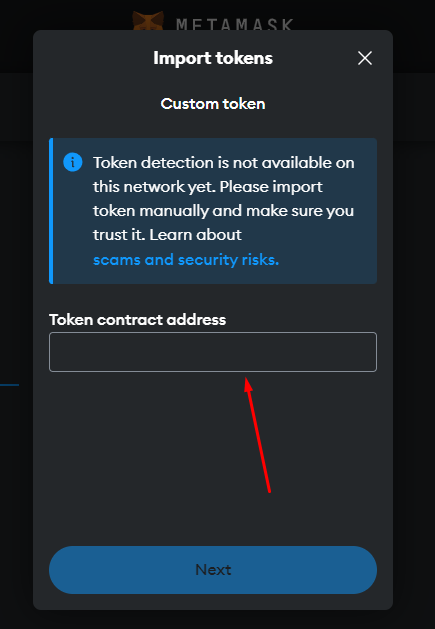 METAMASK
Import tokens
Custom token
Token detection is not available on
this network yet. Please import
token manually and make sure you
trust it. Learn about
scams and security risks.
Token contract address
Next